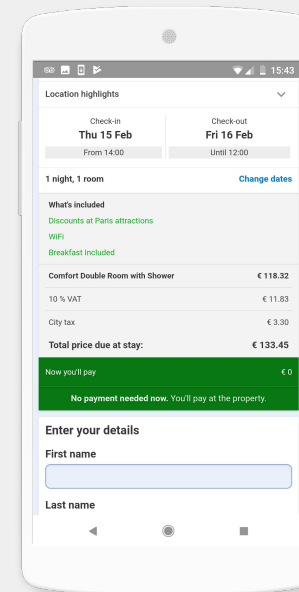 15:43
Location highlights
Check-in Check-out
Thu 15 Feb Fri 16 Feb
From 14:00 Until 12:00
1 night, 1 room Change dates
What's included
Discounts at Paris attractions
WiFi
Breakfast Included
Comfort Double Room with Shower € 118.32
10 % VAT € 11.83
City tax € 3.30
Total price due at stay: € 133.45
Now you'll pay € 0
No payment needed now. You'll pay at the property.
Enter your details
First name
Last name